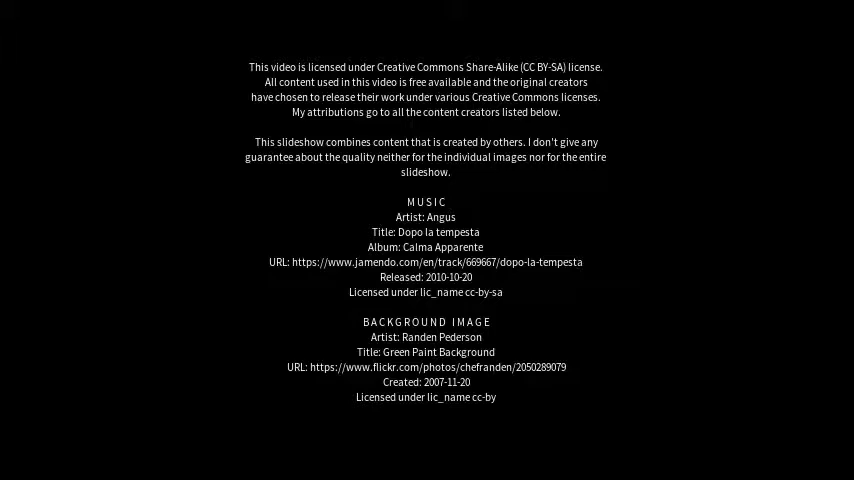 This video is licensed under Creative Commons Share-Alike (CC BY-SA) license.
All content used in this video is free available and the original creators
have chosen to release their work under various Creative Commons licenses.
My attributions go to all the content creators listed below.
This slideshow combines content that is created by others. I don't give any
guarantee about the quality neither for the individual images nor for the entire
slideshow.
MUSIC
Artist: Angus
Title: Dopo la tempesta
Album: Calma Apparente
URL: https://www.jamendo.com/en/track/669667/dopo-la-tempesta
Released: 2010-10-20
Licensed under lic_name cc-by-sa
BACKGROUND IMAGE
Artist: Randen Pederson
Title: Green Paint Background
URL: https://www.flickr.com/photos/chefranden/2050289079
Created: 2007-11-20
Licensed under lic_name cc-by